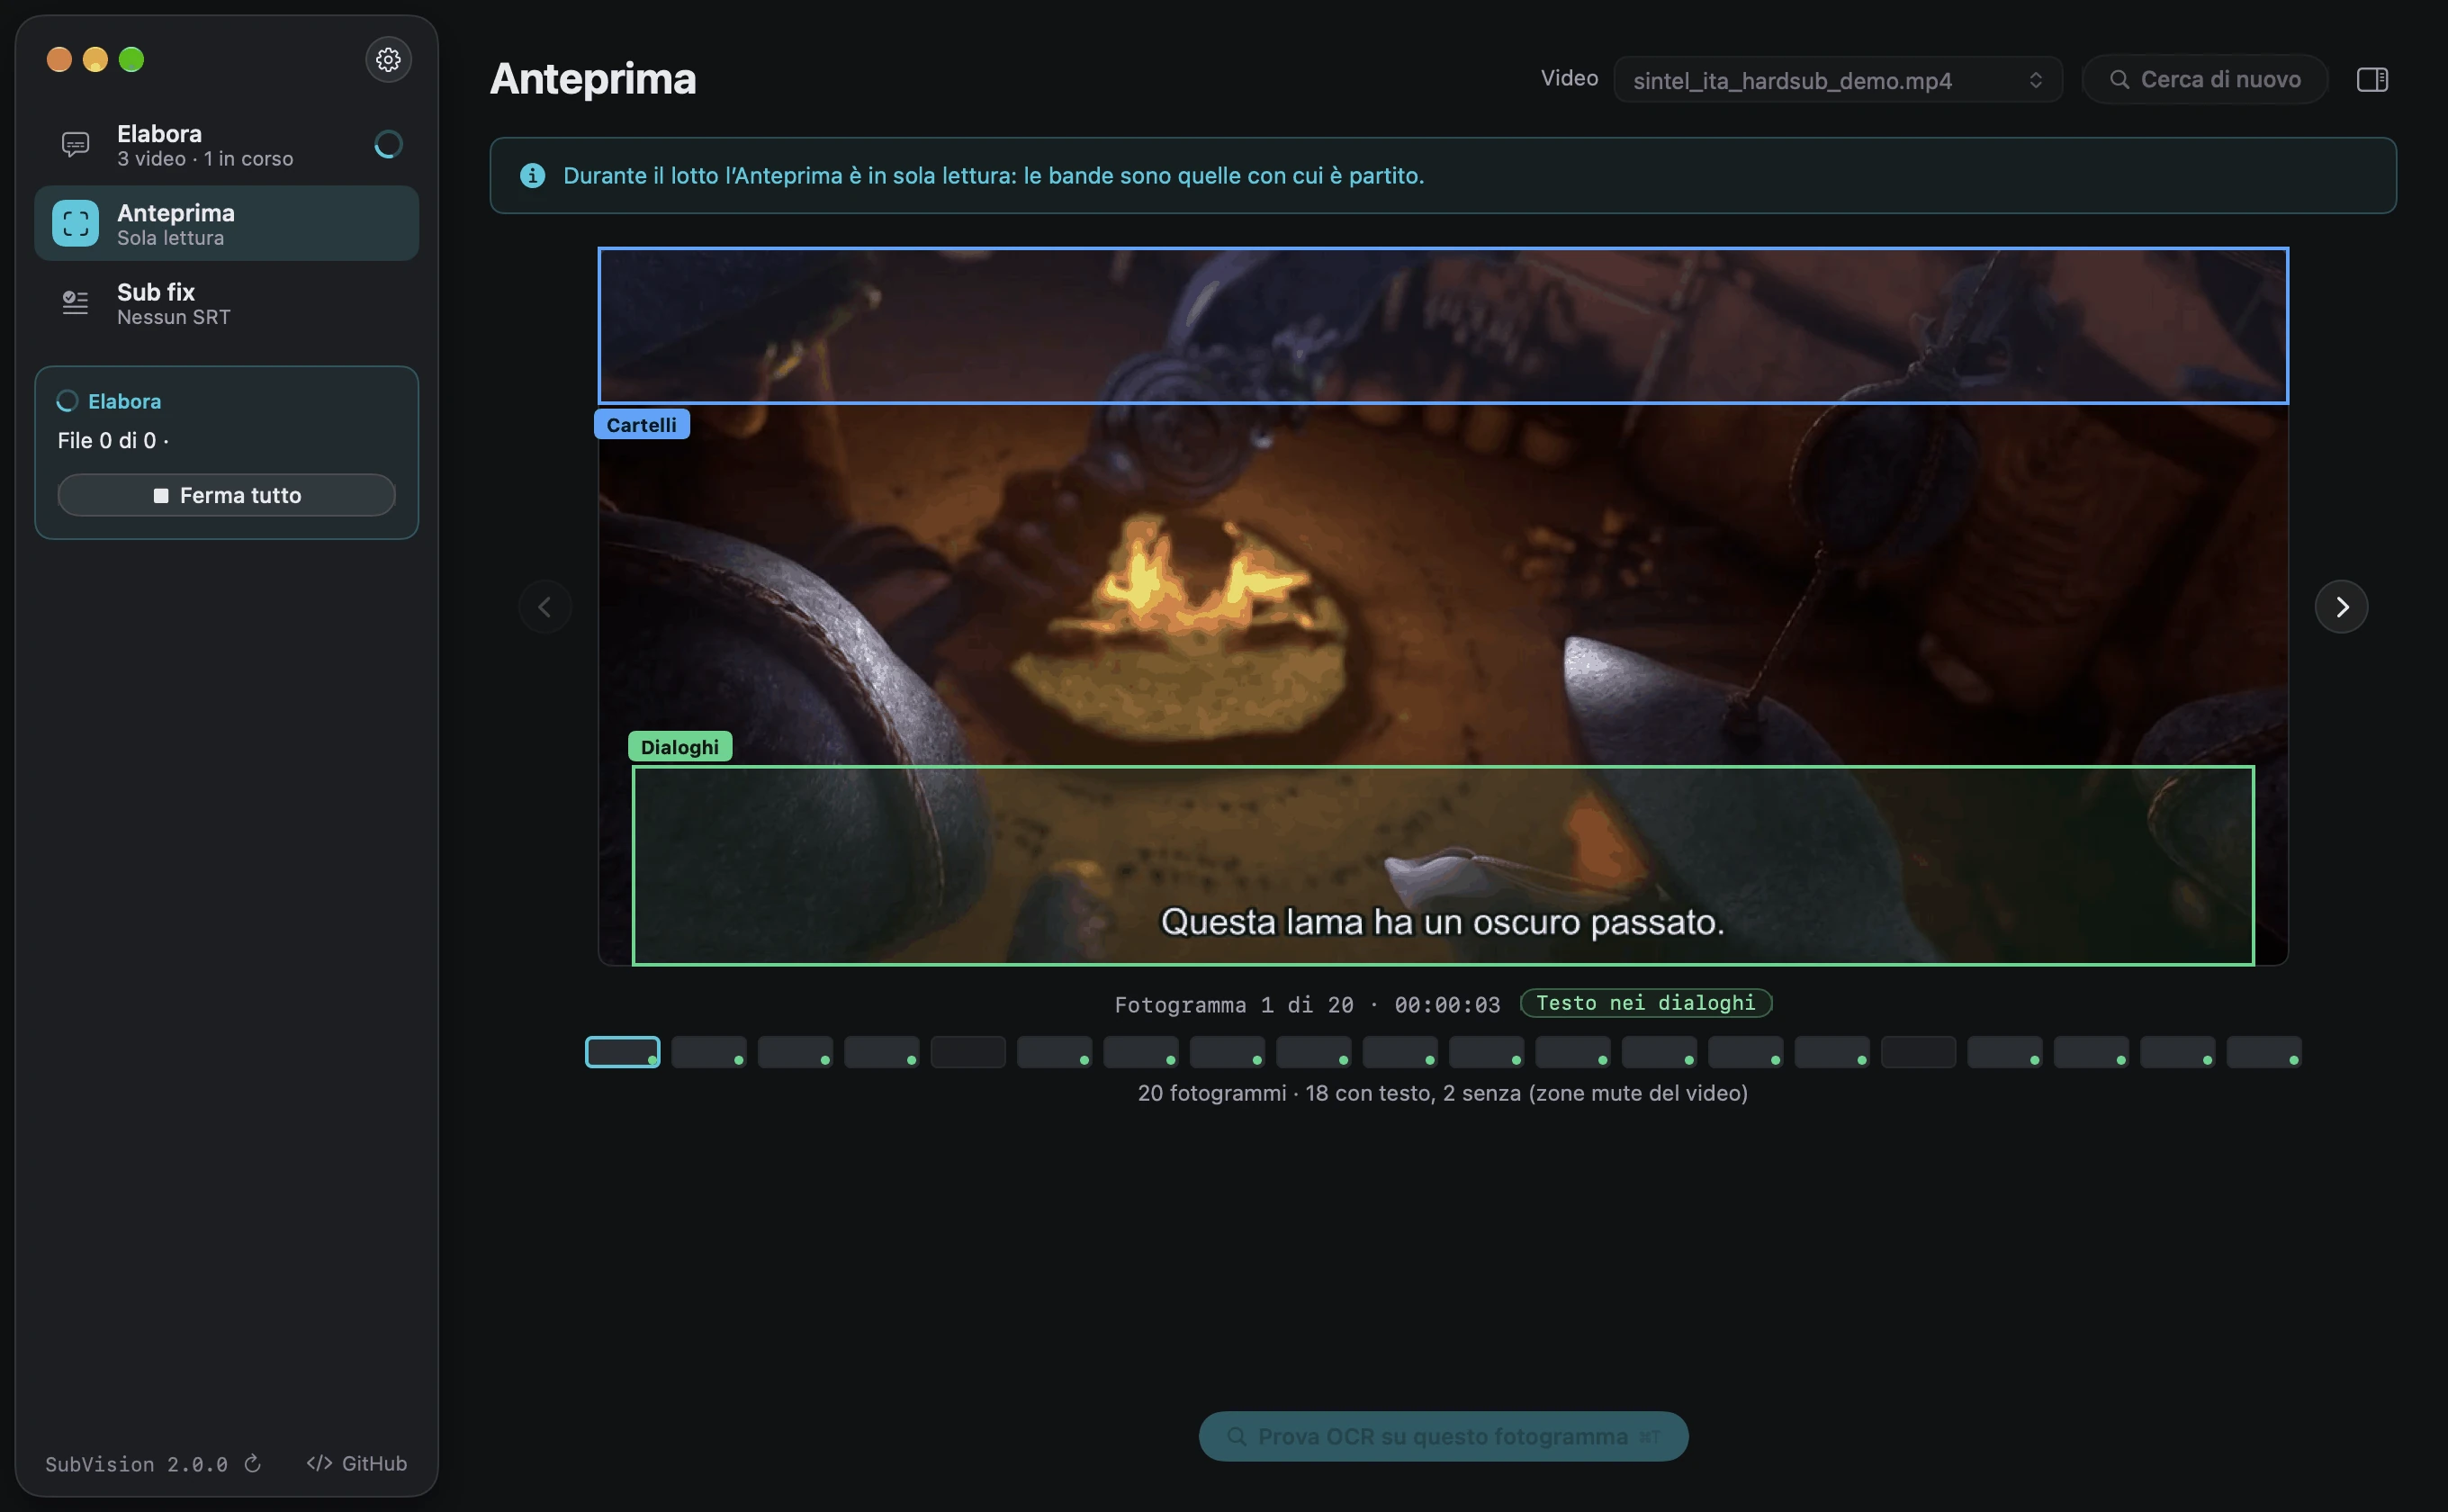 Elabora
3 video · 1 in corso
Anteprima
Sola lettura
Sub fix
Nessun SRT
Elabora
File 0 di 0 ·
Ferma tutto
SubVision 2.0.0
</> GitHub
Anteprima
Video
sintel_ita_hardsub_demo.mp4
Cerca di nuovo
Durante il lotto l’Anteprima è in sola lettura: le bande sono quelle con cui è partito.
Cartelli
Dialoghi
Questa lama ha un oscuro passato.
Fotogramma 1 di 20 · 00:00:03
Testo nei dialoghi
20 fotogrammi · 18 con testo, 2 senza (zone mute del video)
Prova OCR su questo fotogramma ⌘T